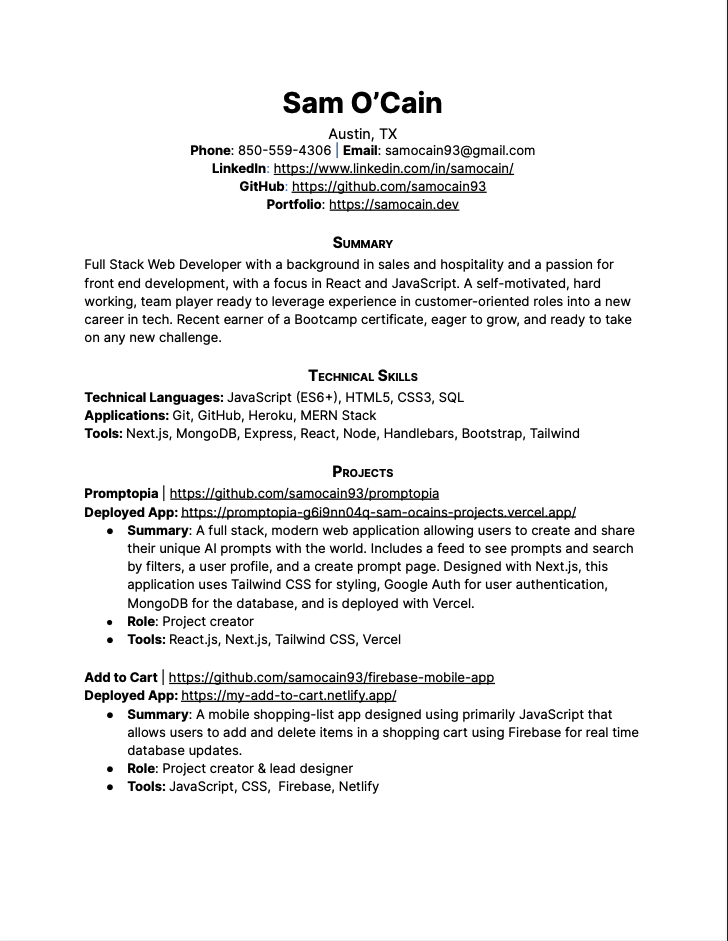 Sam O’Cain
Austin, TX
Phone: 850-559-4306 | Email: samocain93@gmail.com
LinkedIn: https://www.linkedin.com/in/samocain/
GitHub: https://github.com/samocain93
Portfolio: https://samocain.dev
Summary
Full Stack Web Developer with a background in sales and hospitality and a passion for
front end development, with a focus in React and JavaScript. A self-motivated, hard
working, team player ready to leverage experience in customer-oriented roles into a new
career in tech. Recent earner of a Bootcamp certificate, eager to grow, and ready to take
on any new challenge.
Technical Skills
Technical Languages: JavaScript (ES6+), HTML5, CSS3, SQL
Applications: Git, GitHub, Heroku, MERN Stack
Tools: Next.js, MongoDB, Express, React, Node, Handlebars, Bootstrap, Tailwind
Projects
Promptopia | https://github.com/samocain93/promptopia
Deployed App: https://promptopia-g6i9nn04q-sam-ocains-projects.vercel.app/
● Summary: A full stack, modern web application allowing users to create and share
their unique AI prompts with the world. Includes a feed to see prompts and search
by filters, a user profile, and a create prompt page. Designed with Next.js, this
application uses Tailwind CSS for styling, Google Auth for user authentication,
MongoDB for the database, and is deployed with Vercel.
● Role: Project creator
● Tools: React.js, Next.js, Tailwind CSS, Vercel
Add to Cart | https://github.com/samocain93/firebase-mobile-app
Deployed App: https://my-add-to-cart.netlify.app/
● Summary: A mobile shopping-list app designed using primarily JavaScript that
allows users to add and delete items in a shopping cart using Firebase for real time
database updates.
● Role: Project creator & lead designer
● Tools: JavaScript, CSS,  Firebase, Netlify